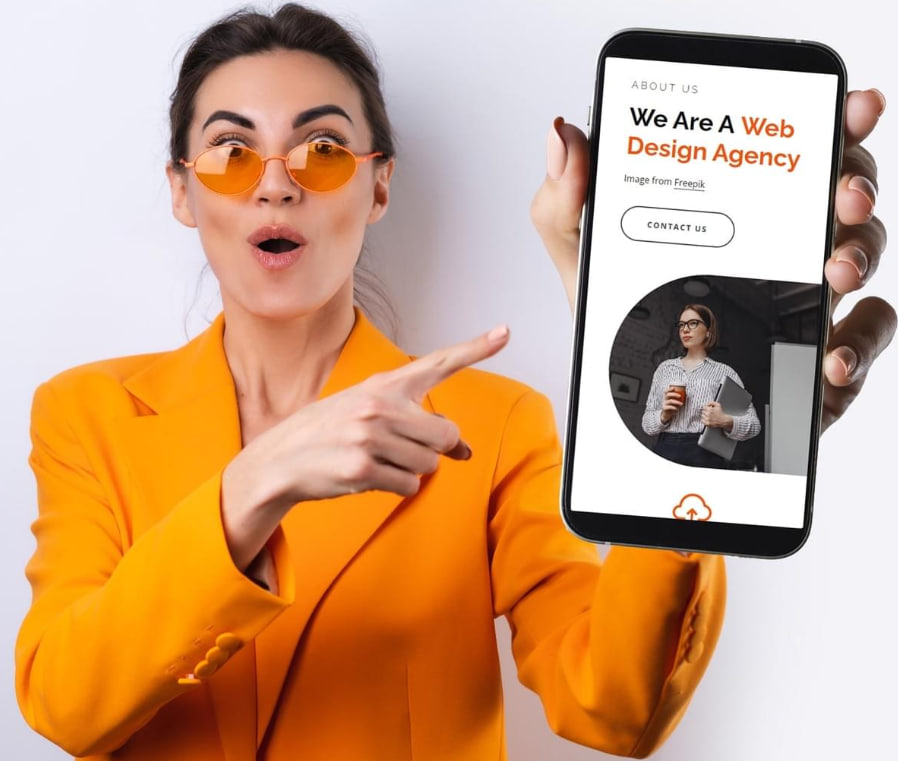 ABOUT US
We Are A Web
Design Agency
Image from Freepik
CONTACT US